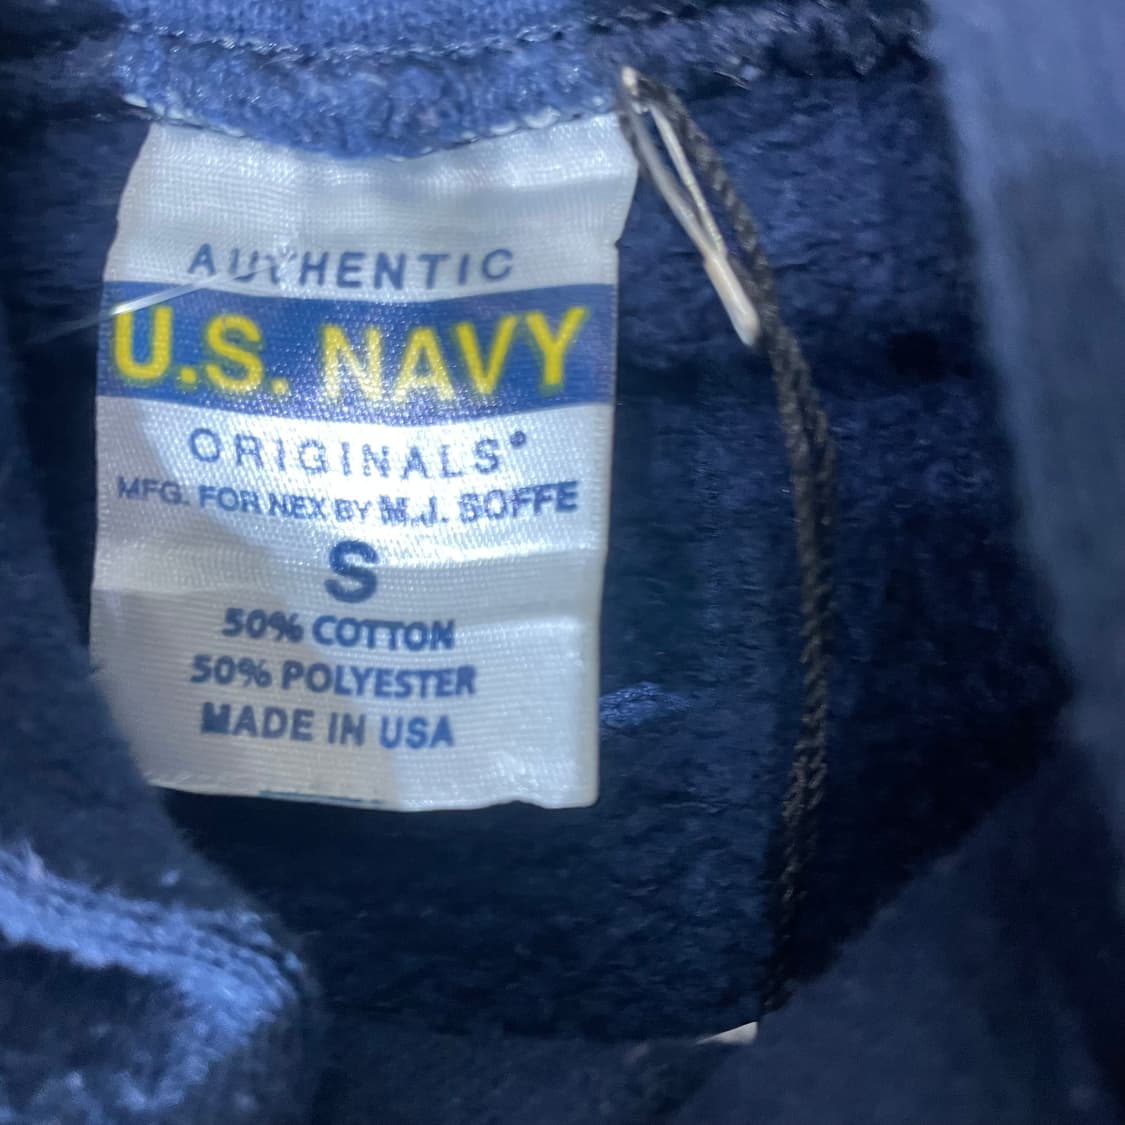 AUTHENTIC
U.S. NAVY
ORIGINALS®
MFG. FOR NEX BY M.J. SOFFE
S
50% COTTON
50% POLYESTER
MADE IN USA